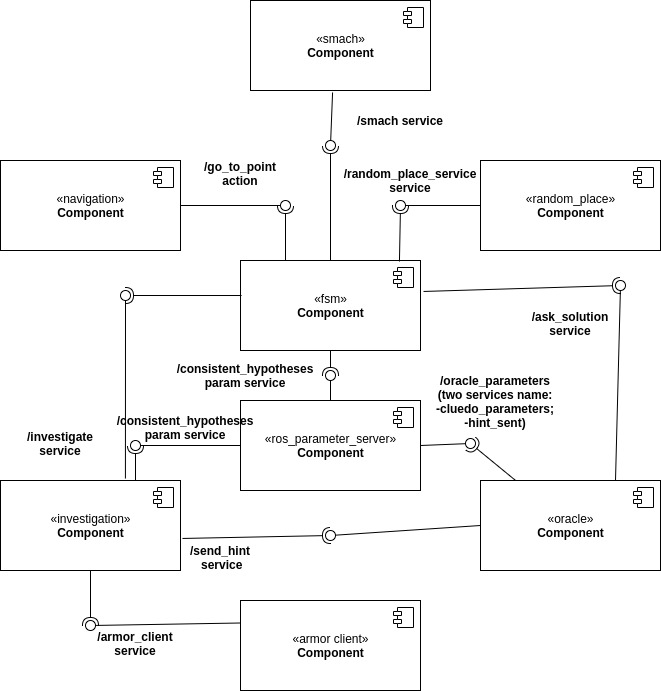 «smach»
Component
/smach service
/go_to_point
action
/random_place_service
service
«navigation»
Component
«random_place»
Component
«fsm»
Component
/ask_solution
service
/consistent_hypotheses
param service
/oracle_parameters
(two services name:
-cluedo_parameters;
-hint_sent)
/consistent_hypotheses
param service
/investigate
service
«ros_parameter_server»
Component
«investigation»
Component
«oracle»
Component
/send_hint
service
/armor_client
service
«armor client»
Component